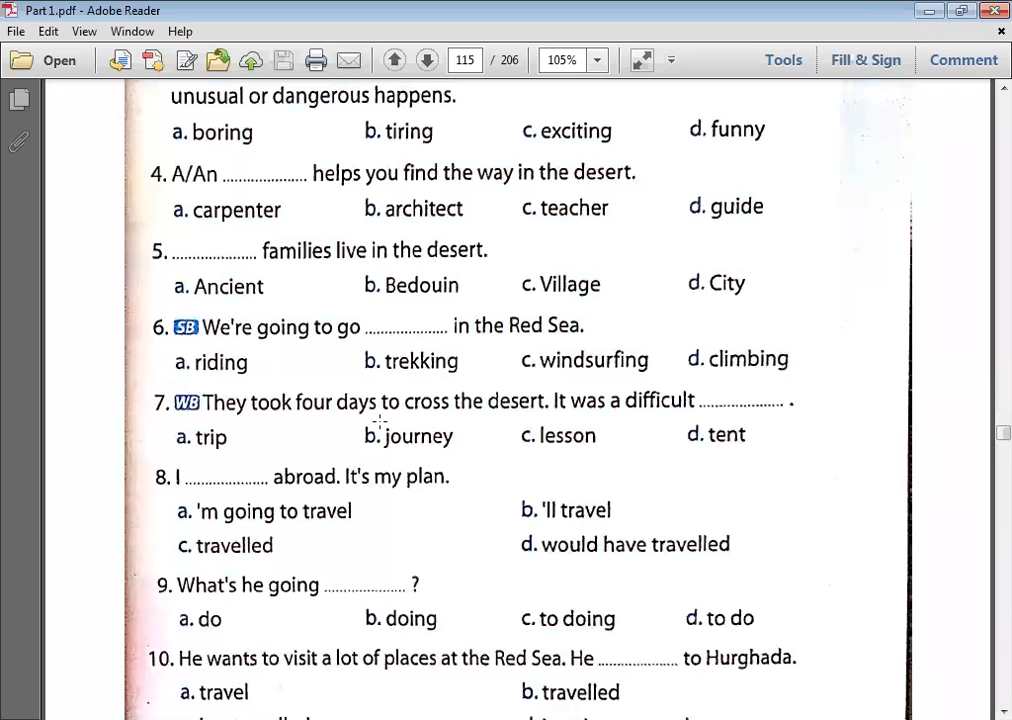 Part 1.pdf - Adobe Reader
File Edit View Window Help
Open 115 / 206 105% Tools Fill & Sign Comment
unusual or dangerous happens.
a. boring b. tiring c. exciting d. funny
4. A/An .................... helps you find the way in the desert.
a. carpenter b. architect c. teacher d. guide
5. .................... families live in the desert.
a. Ancient b. Bedouin c. Village d. City
6. SB We're going to go .................... in the Red Sea.
a. riding b. trekking c. windsurfing d. climbing
7. WB They took four days to cross the desert. It was a difficult .................... .
a. trip b. journey c. lesson d. tent
8. I .................... abroad. It's my plan.
a. 'm going to travel b. 'll travel
c. travelled d. would have travelled
9. What's he going .................... ?
a. do b. doing c. to doing d. to do
10. He wants to visit a lot of places at the Red Sea. He .................... to Hurghada.
a. travel b. travelled